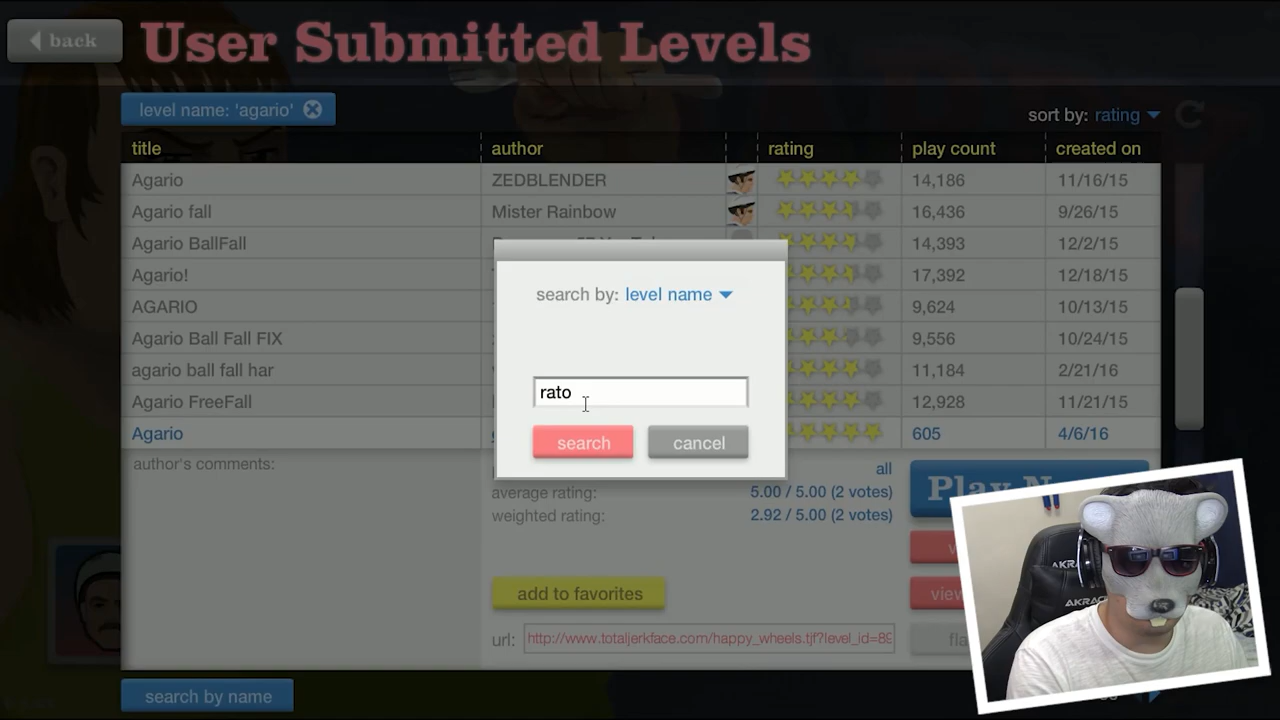 back
User Submitted Levels
level name: 'agario'
sort by: rating
title author rating play count created on
Agario ZEDBLENDER 14,186 11/16/15
Agario fall Mister Rainbow 16,436 9/26/15
Agario BallFall 14,393 12/2/15
Agario! 17,392 12/18/15
AGARIO 9,624 10/13/15
Agario Ball Fall FIX 9,556 10/24/15
agario ball fall har 11,184 2/21/16
Agario FreeFall 12,928 11/21/15
Agario 605 4/6/16
search by: level name
rato
search cancel
author's comments:
all
average rating: 5.00 / 5.00 (2 votes)
weighted rating: 2.92 / 5.00 (2 votes)
Play
view
add to favorites
url: http://www.totaljerkface.com/happy_wheels.tjf?level_id=89
search by name
AKRACING